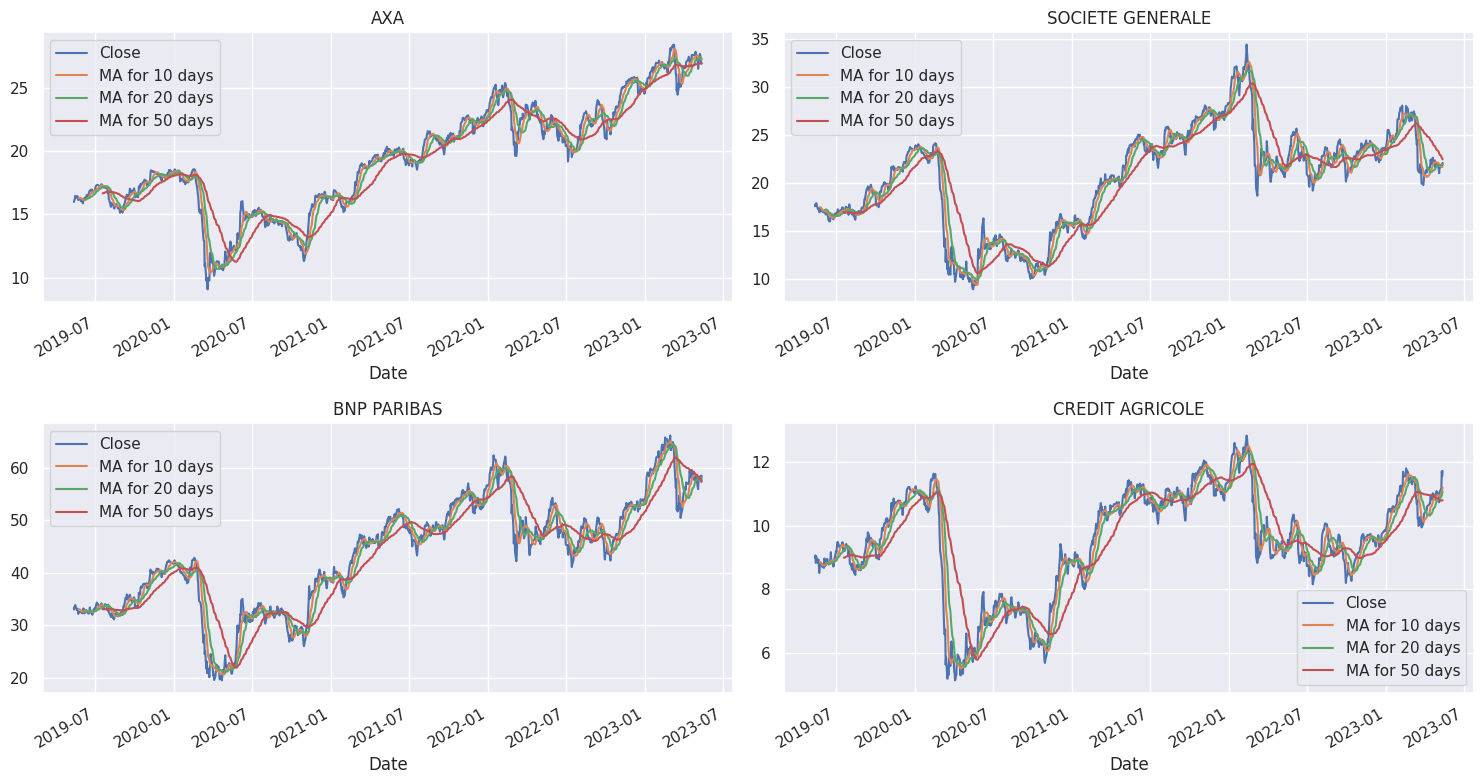 AXA
Close
MA for 10 days
MA for 20 days
MA for 50 days
25
20
15
10
2019-07
2020-01
2020-07
2021-01
2021-07
2022-01
2022-07
2023-01
2023-07
Date
SOCIETE GENERALE
Close
MA for 10 days
MA for 20 days
MA for 50 days
35
30
25
20
15
10
2019-07
2020-01
2020-07
2021-01
2021-07
2022-01
2022-07
2023-01
2023-07
Date
BNP PARIBAS
Close
MA for 10 days
MA for 20 days
MA for 50 days
60
50
40
30
20
2019-07
2020-01
2020-07
2021-01
2021-07
2022-01
2022-07
2023-01
2023-07
Date
CREDIT AGRICOLE
12
10
8
6
Close
MA for 10 days
MA for 20 days
MA for 50 days
2019-07
2020-01
2020-07
2021-01
2021-07
2022-01
2022-07
2023-01
2023-07
Date